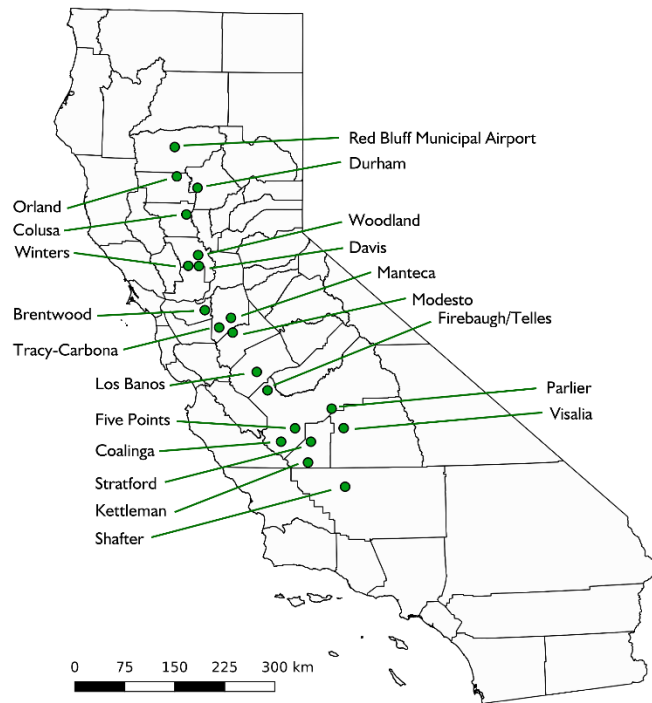 Red Bluff Municipal Airport
Durham
Orland
Colusa
Woodland
Winters
Davis
Manteca
Brentwood
Modesto
Firebaugh/Telles
Tracy-Carbona
Los Banos
Parlier
Five Points
Visalia
Coalinga
Stratford
Kettleman
Shafter
0 75 150 225 300 km